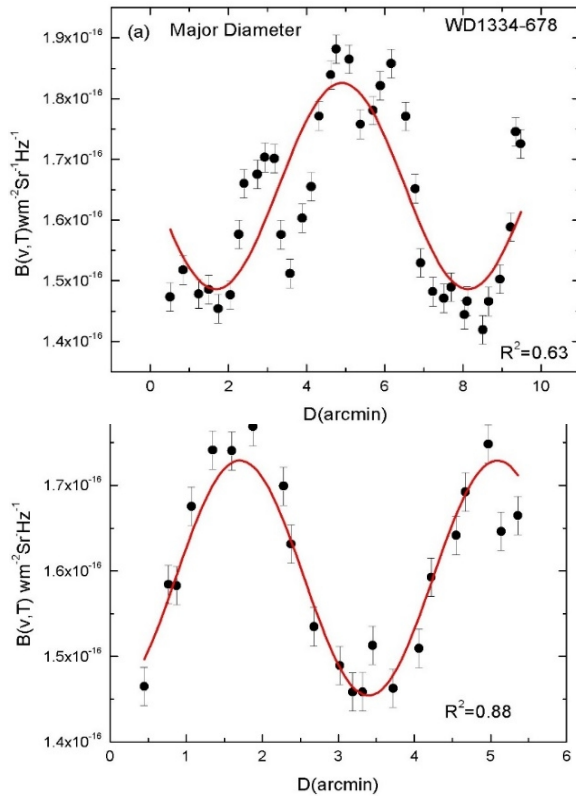 (a) Major Diameter WD1334-678
1.9x10⁻¹⁶
1.8x10⁻¹⁶
1.7x10⁻¹⁶
1.6x10⁻¹⁶
1.5x10⁻¹⁶
1.4x10⁻¹⁶
B(ν,T)wm⁻²Sr⁻¹Hz⁻¹
R²=0.63
0 2 4 6 8 10
D(arcmin)
1.7x10⁻¹⁶
1.6x10⁻¹⁶
1.5x10⁻¹⁶
1.4x10⁻¹⁶
B(ν,T) wm⁻²Sr⁻¹Hz⁻¹
R²=0.88
0 1 2 3 4 5 6
D(arcmin)